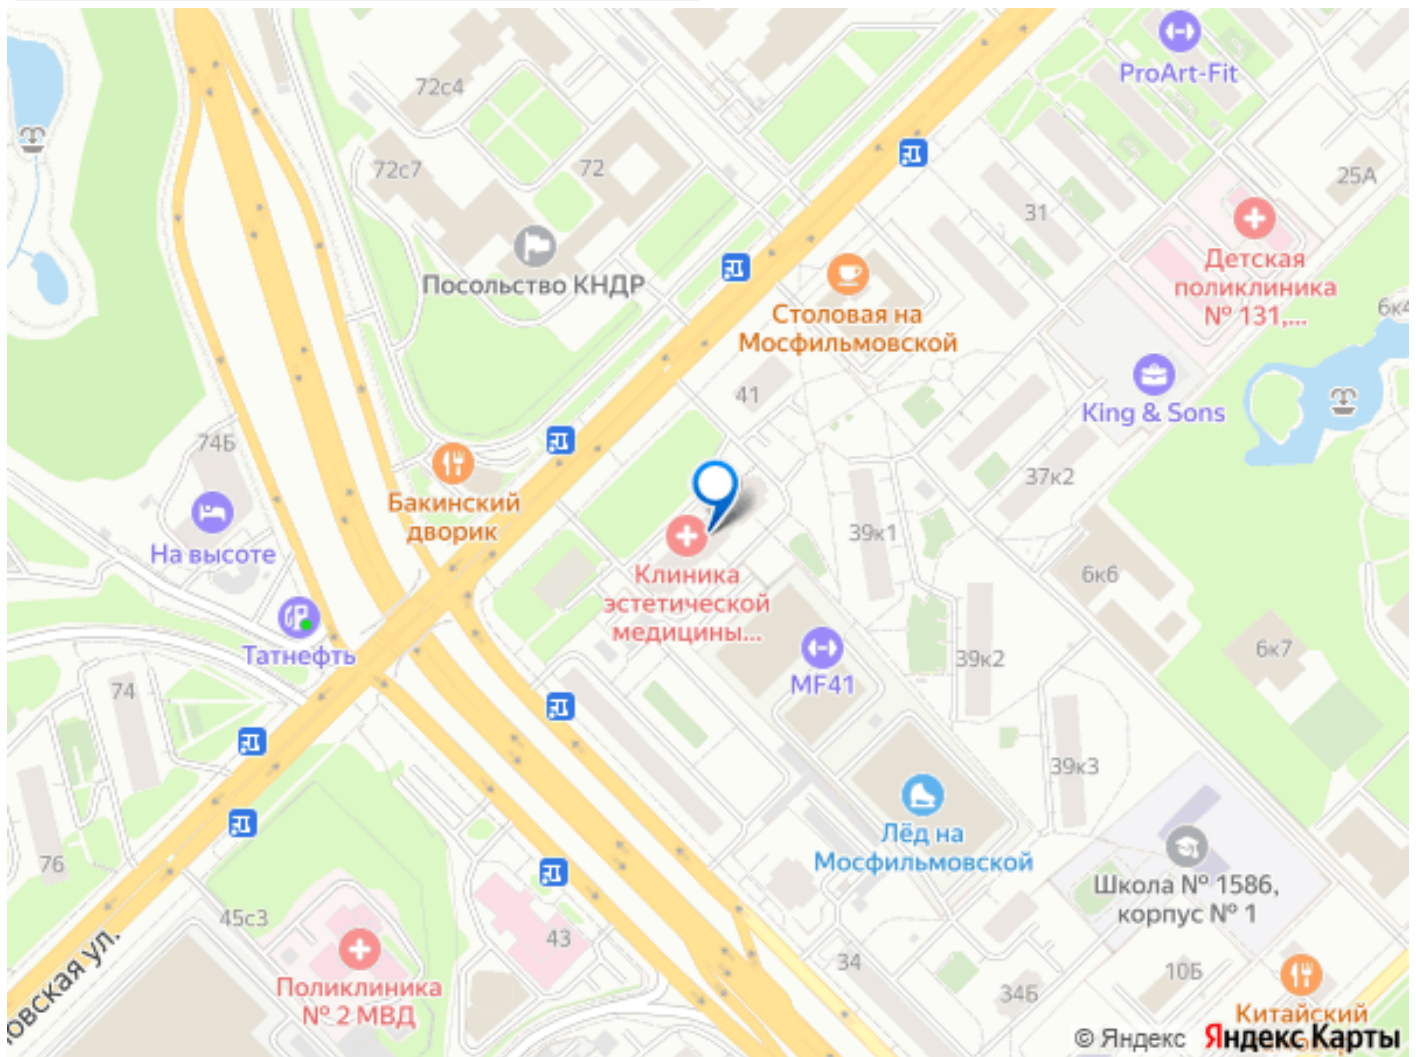 ProArt-Fit
72с4
72с7
72
25А
31
Посольство КНДР
Детская
поликлиника
№ 131,...
6к4
Столовая на
Мосфильмовской
41
King & Sons
74Б
37к2
Бакинский
дворик
39к1
На высоте
Клиника
эстетической
медицины...
6к6
Татнефть
MF41
39к2
6к7
74
39к3
76
Лёд на
Мосфильмовской
Школа № 1586,
корпус № 1
45с3
43
34
10Б
34Б
Поликлиника
№ 2 МВД
овская ул.
Китайский
© Яндекс Яндекс Карты